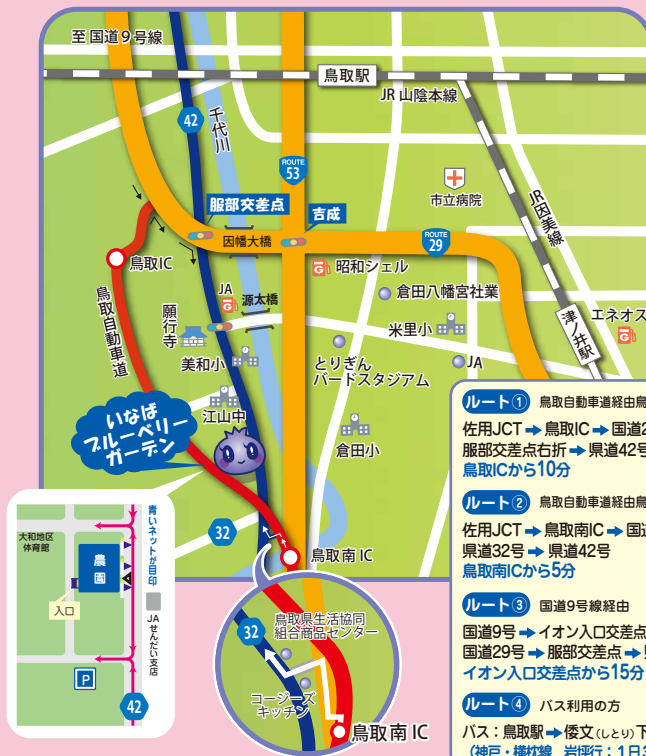 至 国道9号線
鳥取駅
JR 山陰本線
42
千代川
ROUTE
53
市立病院
JR因美線
服部交差点
吉成
因幡大橋
ROUTE
29
鳥取IC
G
昭和シェル
倉田八幡宮社業
鳥取自動車道
JA
G
源太橋
願行寺
米里小
津ノ井駅
エネオス
G
美和小
とりぎん
バードスタジアム
JA
江山中
いなば
ブルーベリー
ガーデン
倉田小
32
鳥取南 IC
大和地区
体育館
農園
入口
P
青いネットが目印
JAせんだい支店
42
鳥取県生活協同
組合商品センター
32
コージーズ
キッチン
鳥取南 IC
ルート① 鳥取自動車道経由鳥
佐用JCT➡鳥取IC➡国道2
服部交差点右折➡県道42号
鳥取ICから10分
ルート② 鳥取自動車道経由鳥
佐用JCT➡鳥取南IC➡国道
県道32号➡県道42号
鳥取南ICから5分
ルート③ 国道9号線経由
国道9号➡イオン入口交差点
国道29号➡服部交差点➡
イオン入口交差点から15分
ルート④ バス利用の方
バス：鳥取駅➡倭文(しとり)下
（神戸・横枕線 岩坪行：1日